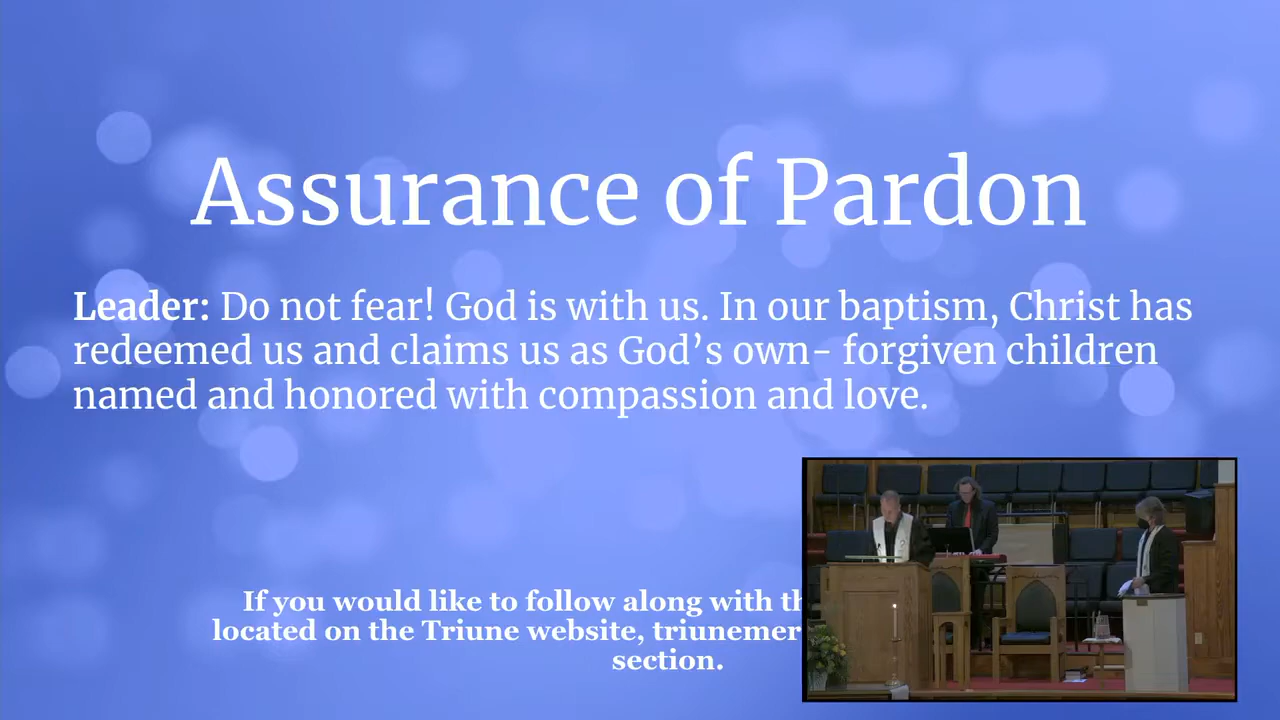 Assurance of Pardon
Leader: Do not fear! God is with us. In our baptism, Christ has
redeemed us and claims us as God’s own- forgiven children
named and honored with compassion and love.
If you would like to follow along with
located on the Triune website,
section.